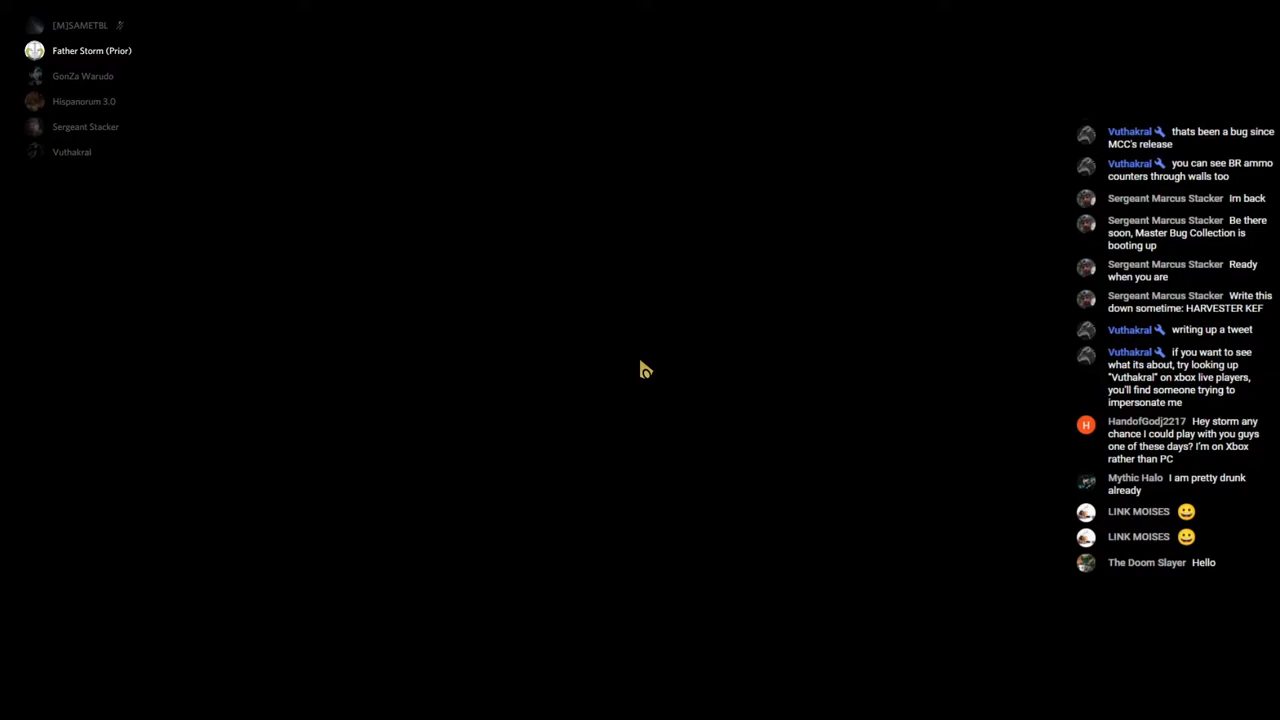 [M]SAMETBL
Father Storm (Prior)
GonZa Warudo
Hispanorum 3.0
Sergeant Stacker
Vuthakral
Vuthakral thats been a bug since
MCC's release
Vuthakral you can see BR ammo
counters through walls too
Sergeant Marcus Stacker Im back
Sergeant Marcus Stacker Be there
soon, Master Bug Collection is
booting up
Sergeant Marcus Stacker Ready
when you are
Sergeant Marcus Stacker Write this
down sometime: HARVESTER KEF
Vuthakral writing up a tweet
Vuthakral if you want to see
what its about, try looking up
"Vuthakral" on xbox live players,
you'll find someone trying to
impersonate me
H HandofGodj2217 Hey storm any
chance I could play with you guys
one of these days? I'm on Xbox
rather than PC
Mythic Halo I am pretty drunk
already
LINK MOISES 😀
LINK MOISES 😀
The Doom Slayer Hello